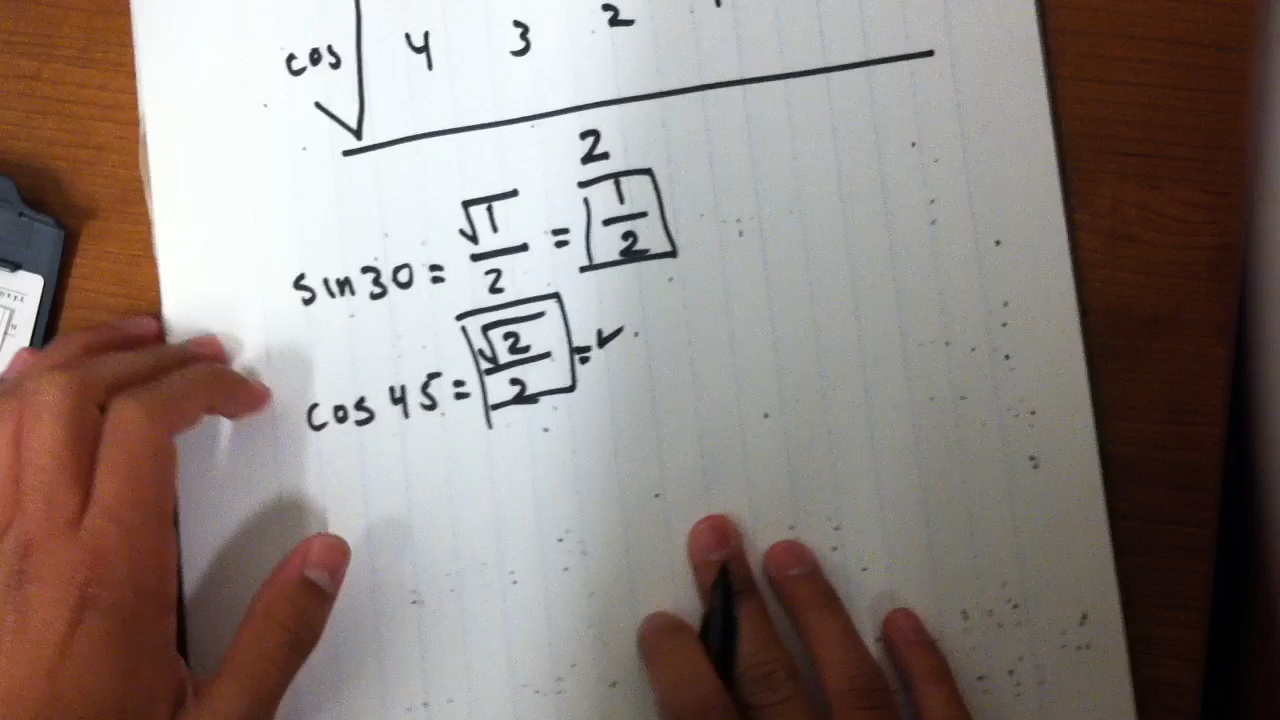 cos √ 4 3 2
2
sin30 = √1/2 = 1/2
cos 45 = √2/2 = ✓